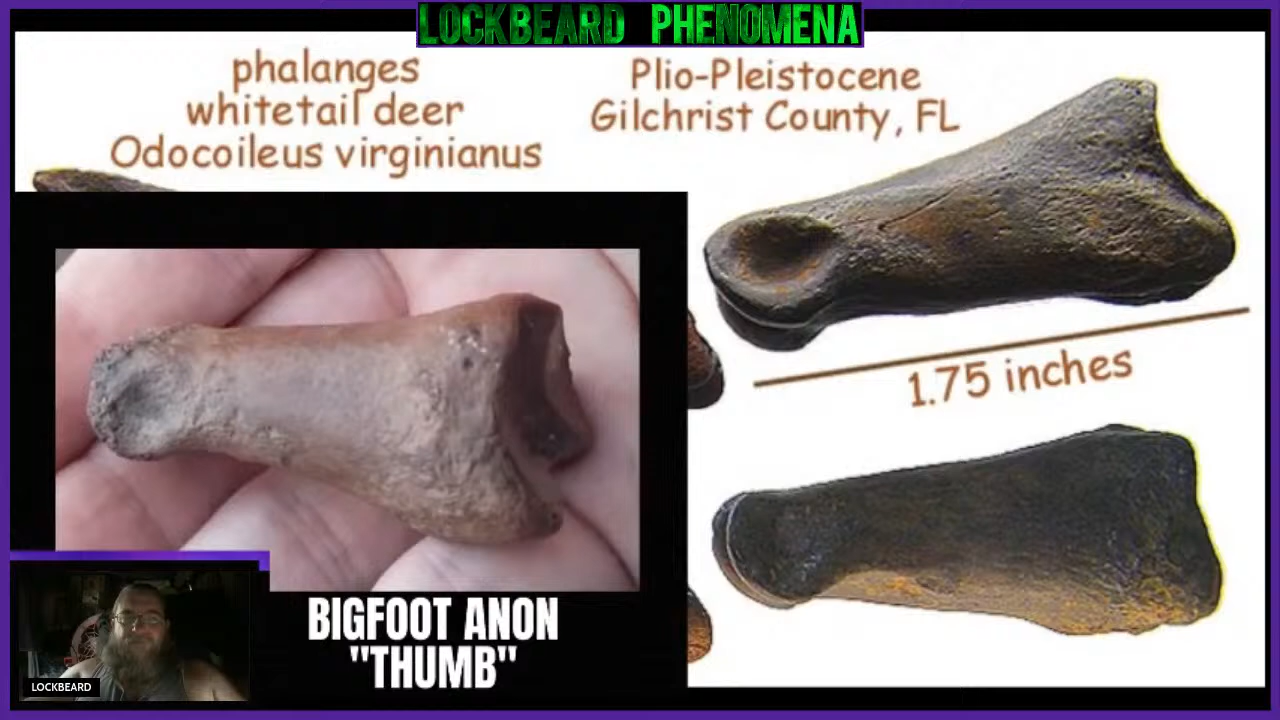 LOCKBEARD PHENOMENA
phalanges
whitetail deer
Odocoileus virginianus
Plio-Pleistocene
Gilchrist County, FL
1.75 inches
BIGFOOT ANON
"THUMB"
LOCKBEARD